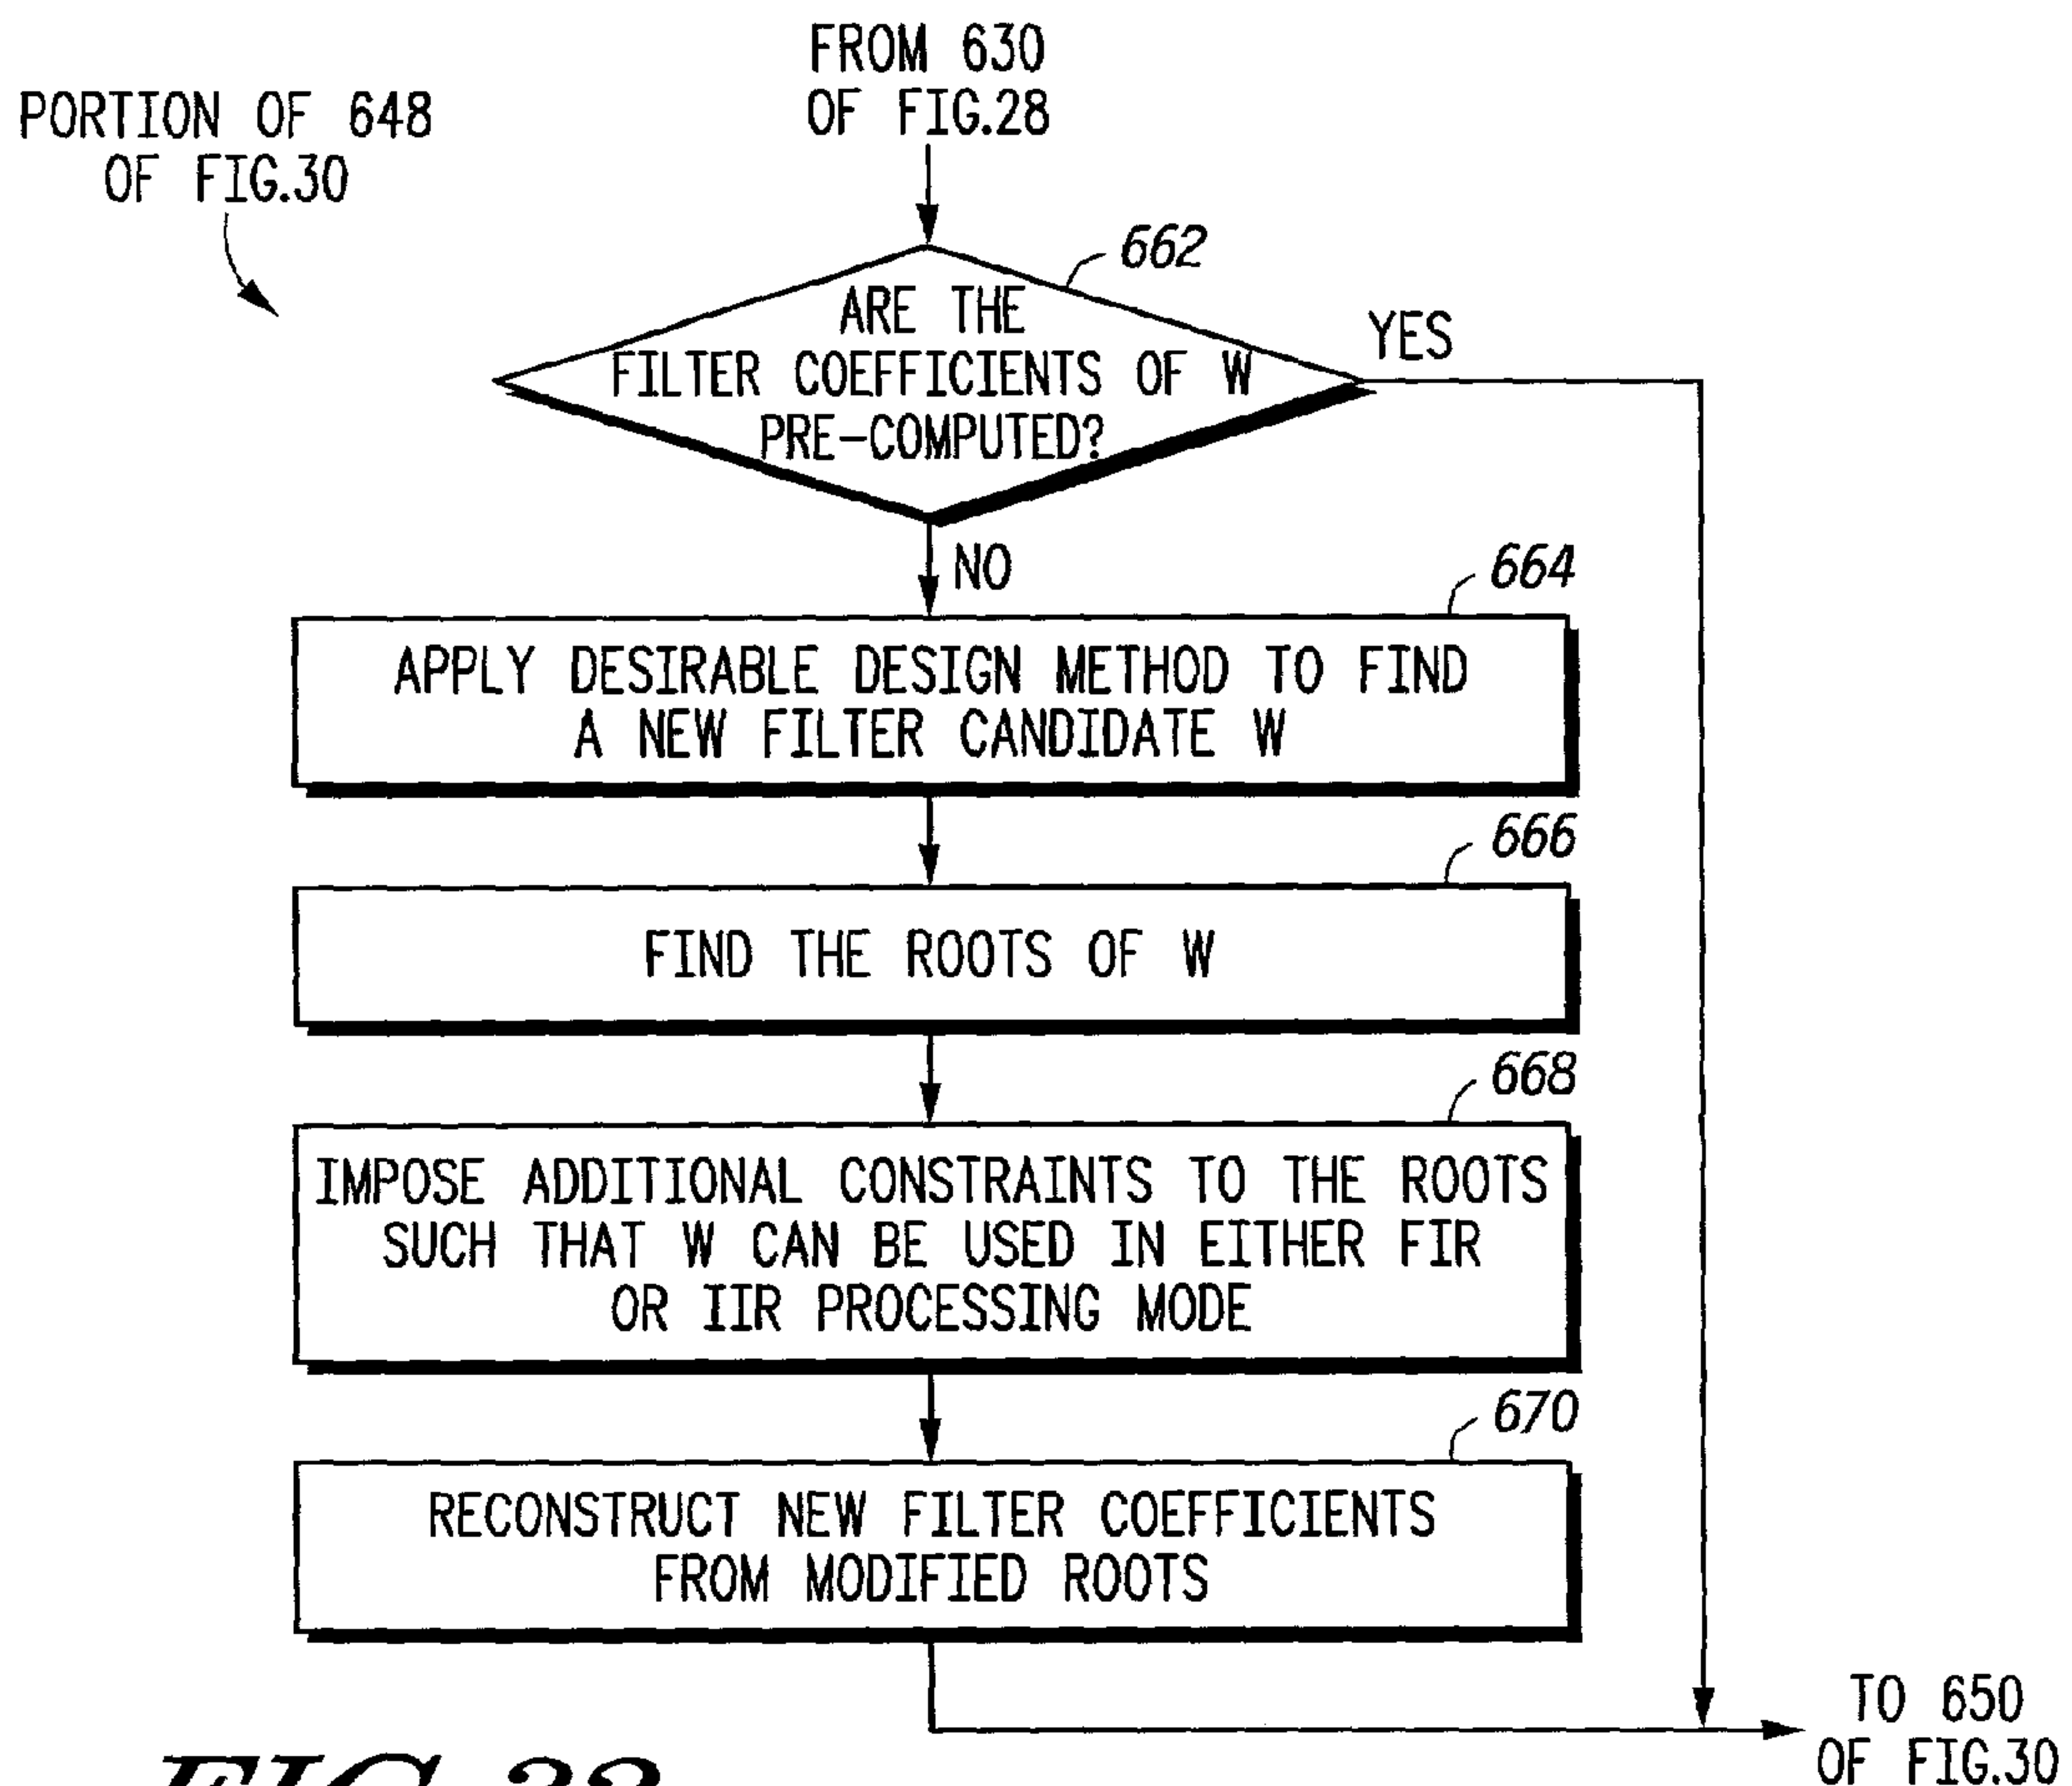 FROM 630
OF FIG.28
PORTION OF 648
OF FIG.30
662
ARE THE
FILTER COEFFICIENTS OF W
PRE-COMPUTED?
YES
NO
664
APPLY DESIRABLE DESIGN METHOD TO FIND
A NEW FILTER CANDIDATE W
666
FIND THE ROOTS OF W
668
IMPOSE ADDITIONAL CONSTRAINTS TO THE ROOTS
SUCH THAT W CAN BE USED IN EITHER FIR
OR IIR PROCESSING MODE
670
RECONSTRUCT NEW FILTER COEFFICIENTS
FROM MODIFIED ROOTS
TO 650
OF FIG.30